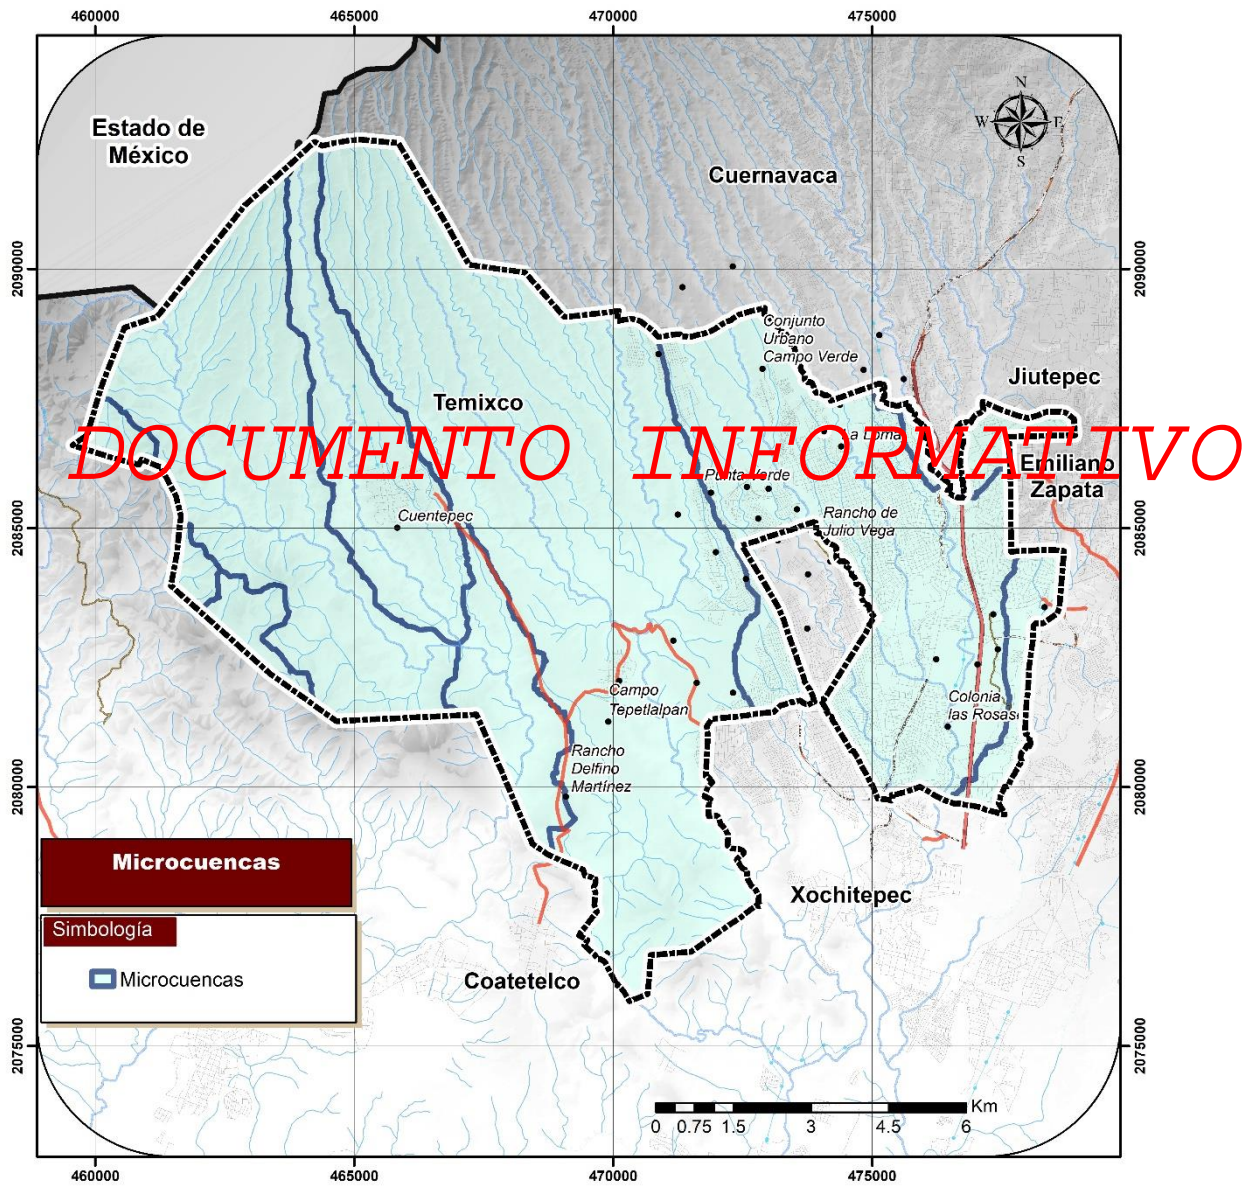 460000
465000
470000
475000
N
W
E
S
Estado de
México
Cuernavaca
2090000
2090000
Conjunto
Urbano
Campo Verde
Jiutepec
Temixco
La Loma
DOCUMENTO INFORMATIVO
Emiliano
Zapata
Punta Verde
Cuentepec
Rancho de
Julio Vega
2085000
2085000
Campo
Tepetlalpan
Colonia
las Rosas
Rancho
Delfino
Martínez
2080000
2080000
Microcuencas
Xochitepec
Simbología
Microcuencas
Coatetelco
2075000
2075000
Km
0 0.75 1.5 3 4.5 6
460000
465000
470000
475000